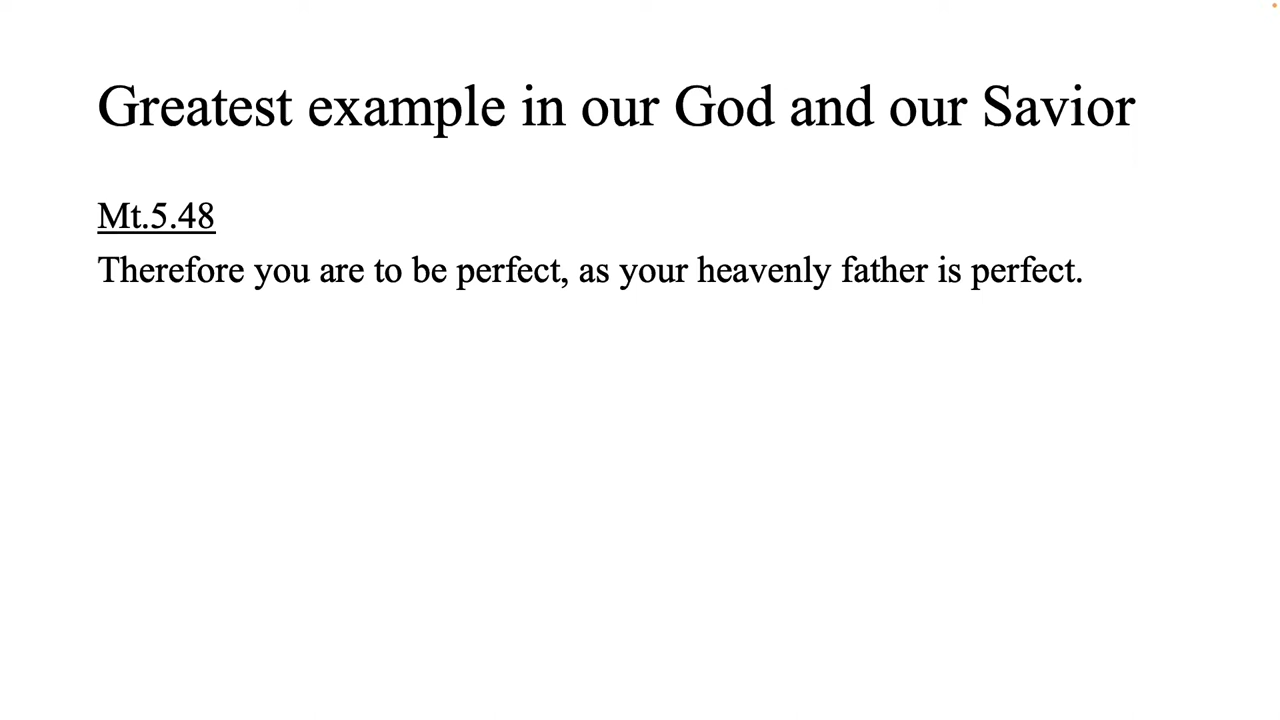 Greatest example in our God and our Savior
Mt.5.48
Therefore you are to be perfect, as your heavenly father is perfect.